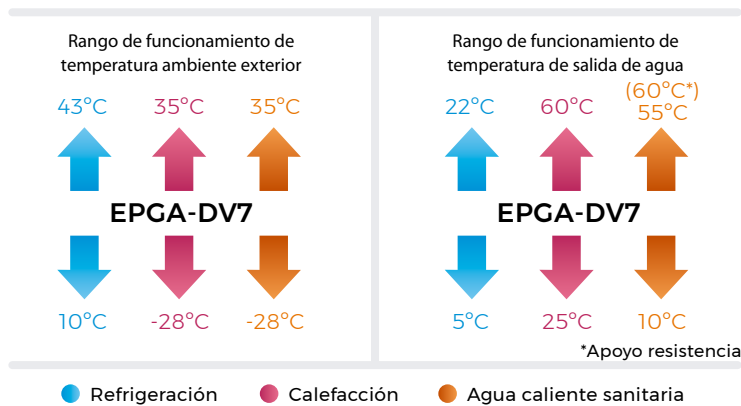 Rango de funcionamiento de
temperatura ambiente exterior
43°C 35°C 35°C
EPGA-DV7
10°C -28°C -28°C
Rango de funcionamiento de
temperatura de salida de agua
(60°C*)
22°C 60°C 55°C
EPGA-DV7
5°C 25°C 10°C
*Apoyo resistencia
Refrigeración Calefacción Agua caliente sanitaria